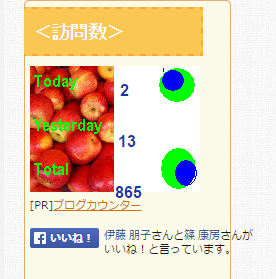 ＜訪問数＞
Today 2
Yesterday 13
Total 865
[PR]ブログカウンター
いいね！ 伊藤 朋子さんと篠 康房さんが
いいね！と言っています。